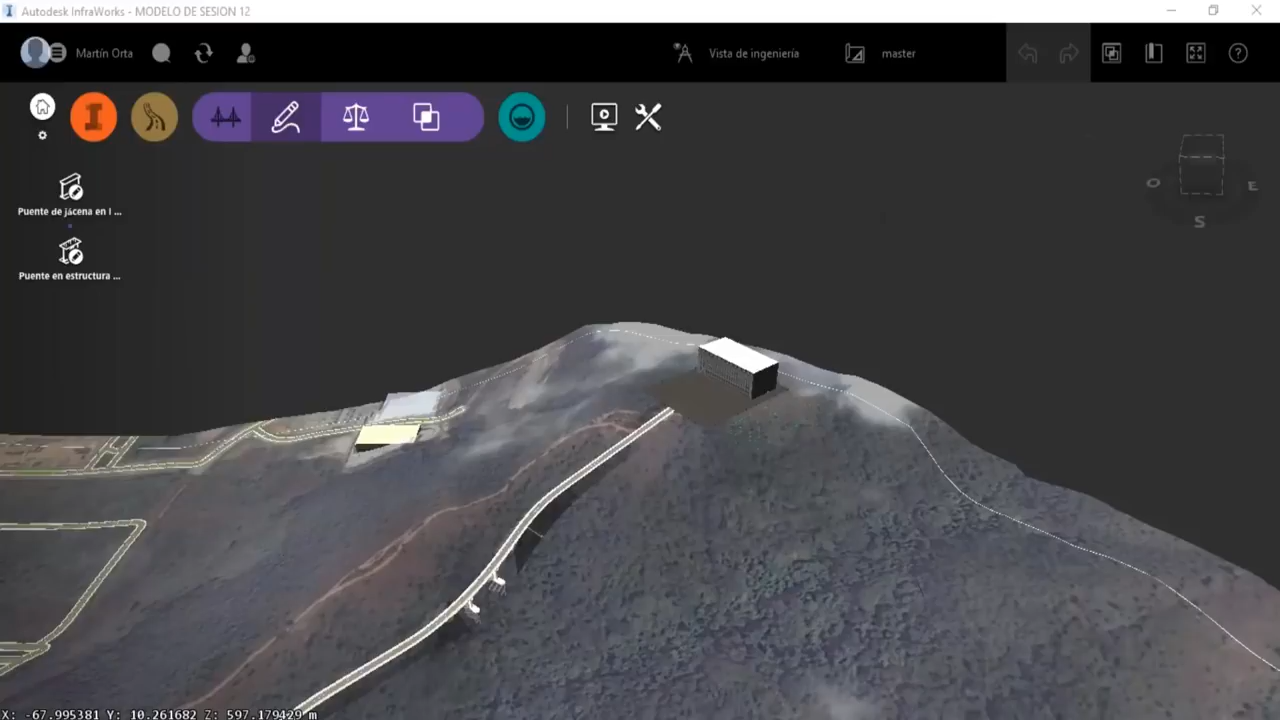 Autodesk InfraWorks - MODELO DE SESION 12
Martín Orta
Vista de ingeniería
master
Puente de jácena en I ...
Puente en estructura ...
O
E
S
X: -67.995381 Y: 10.261682 Z: 597.179429 m